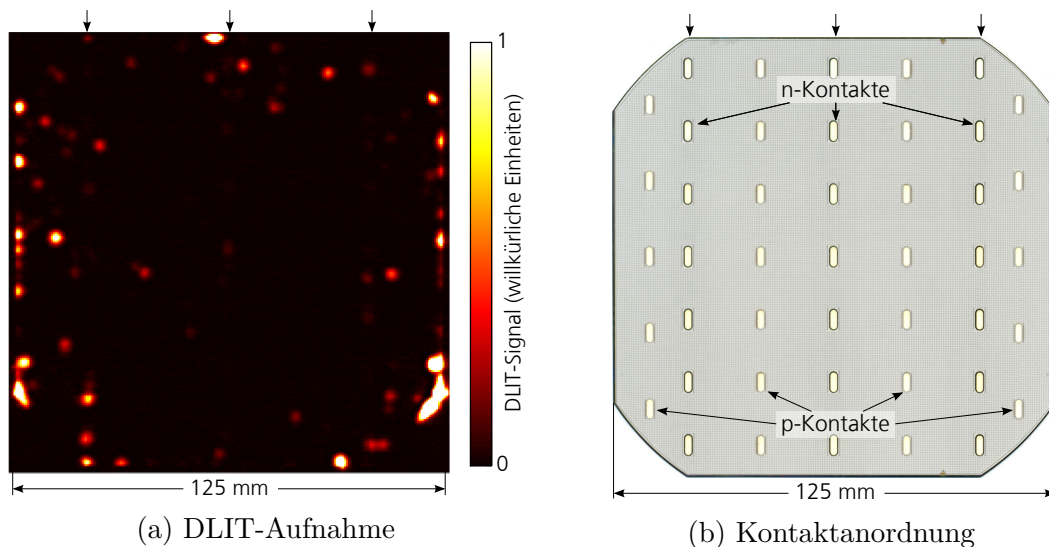 1
DLIT-Signal (willkürliche Einheiten)
0
125 mm
(a) DLIT-Aufnahme
n-Kontakte
p-Kontakte
125 mm
(b) Kontaktanordnung